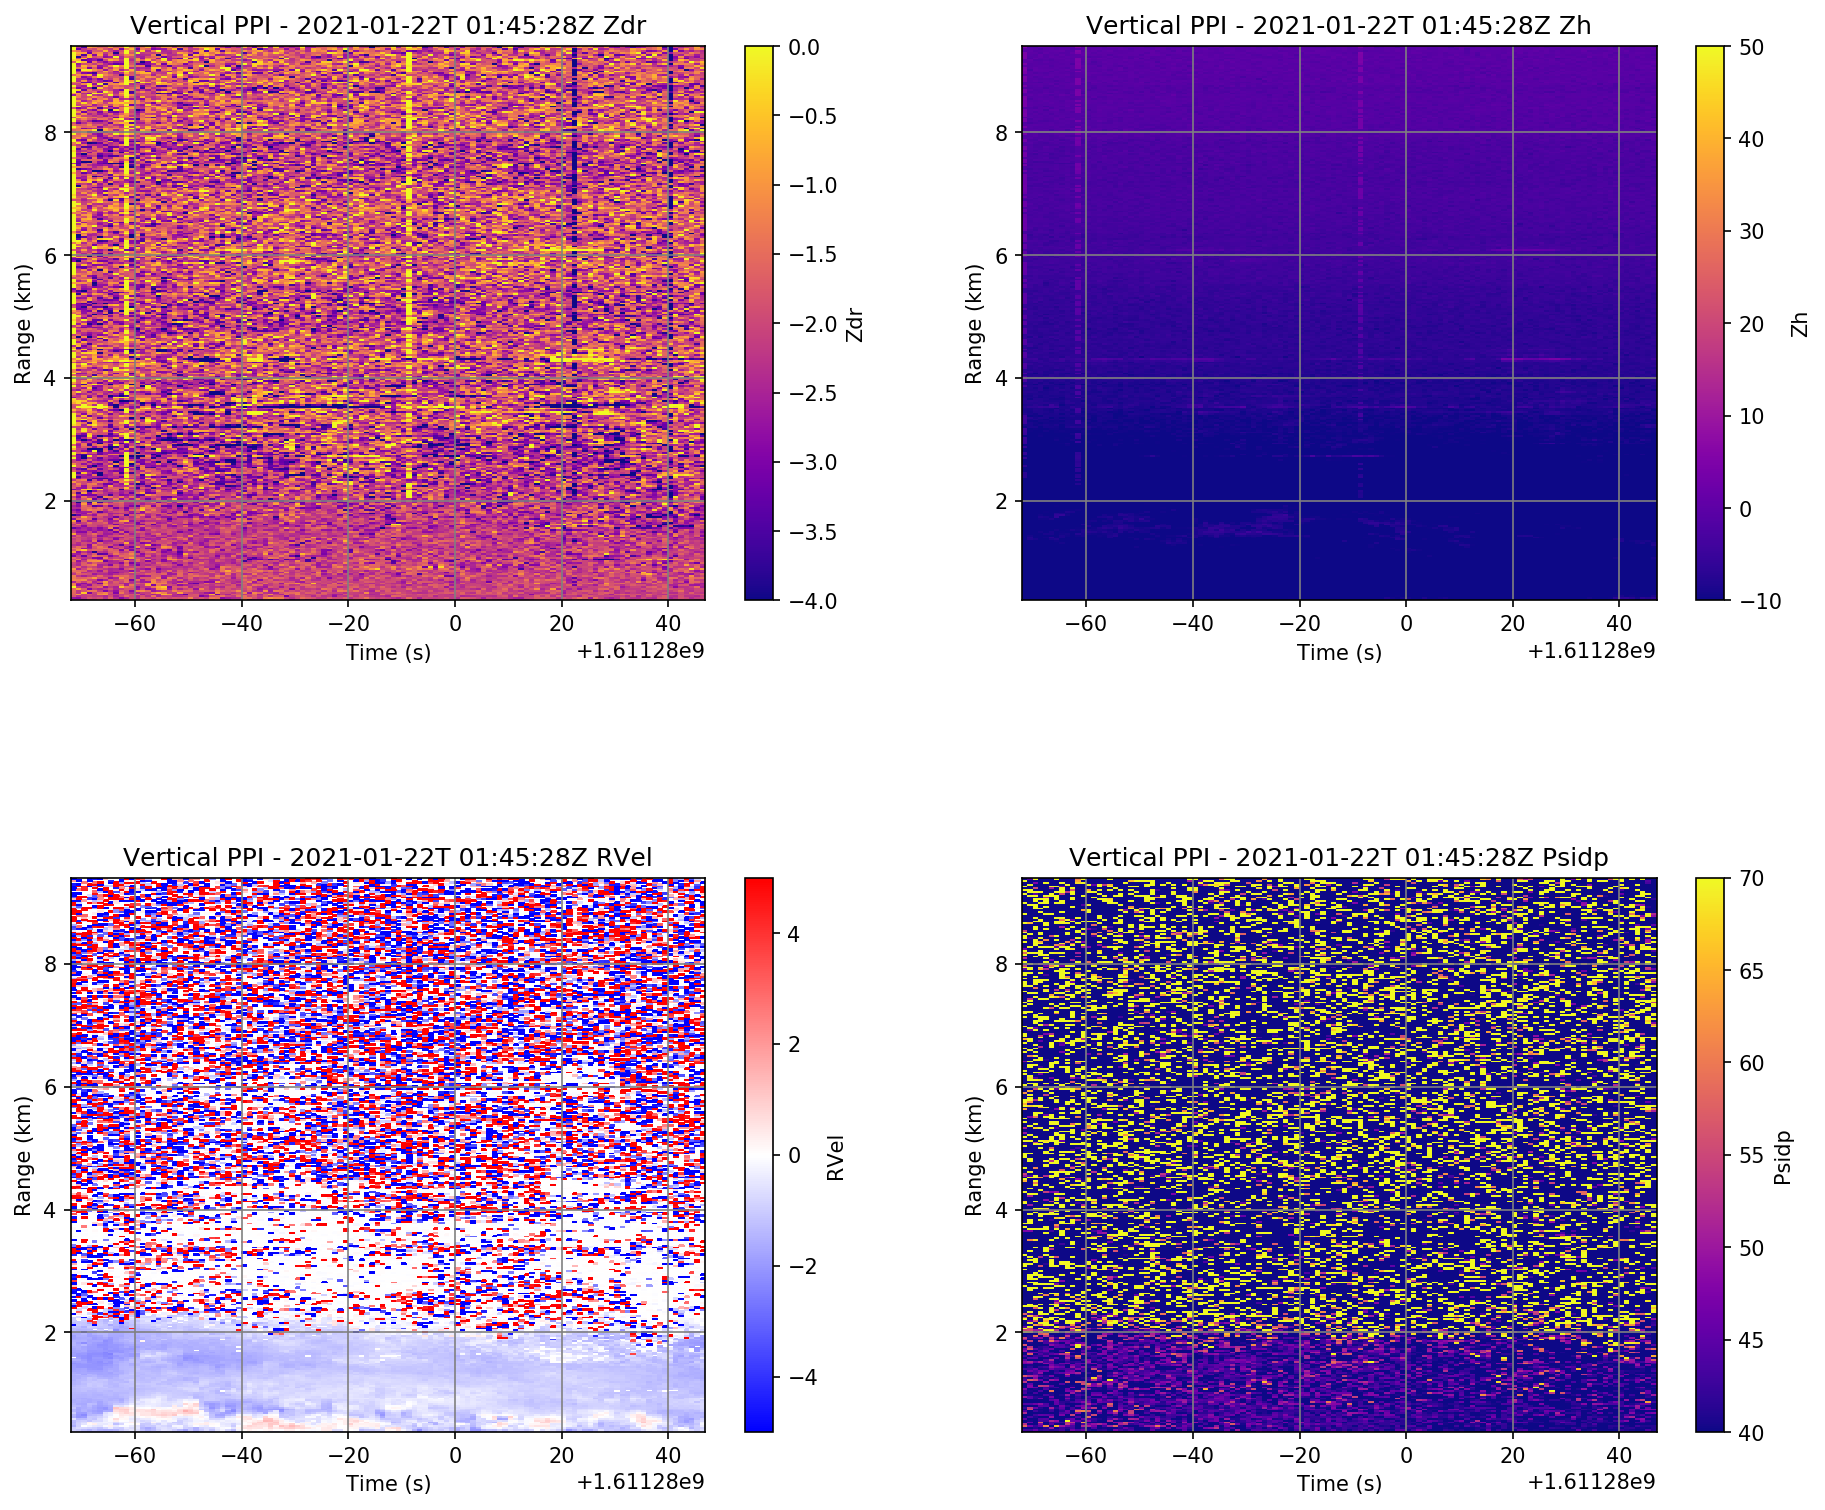 Vertical PPI - 2021-01-22T 01:45:28Z Zdr
8
6
4
2
Range (km)
−60 −40 −20 0 20 40
Time (s)
+1.61128e9
0.0
−0.5
−1.0
−1.5
−2.0
−2.5
−3.0
−3.5
−4.0
Zdr
Vertical PPI - 2021-01-22T 01:45:28Z Zh
8
6
4
2
Range (km)
−60 −40 −20 0 20 40
Time (s)
+1.61128e9
50
40
30
20
10
0
−10
Zh
Vertical PPI - 2021-01-22T 01:45:28Z RVel
8
6
4
2
Range (km)
−60 −40 −20 0 20 40
Time (s)
+1.61128e9
4
2
0
−2
−4
RVel
Vertical PPI - 2021-01-22T 01:45:28Z Psidp
8
6
4
2
Range (km)
−60 −40 −20 0 20 40
Time (s)
+1.61128e9
70
65
60
55
50
45
40
Psidp